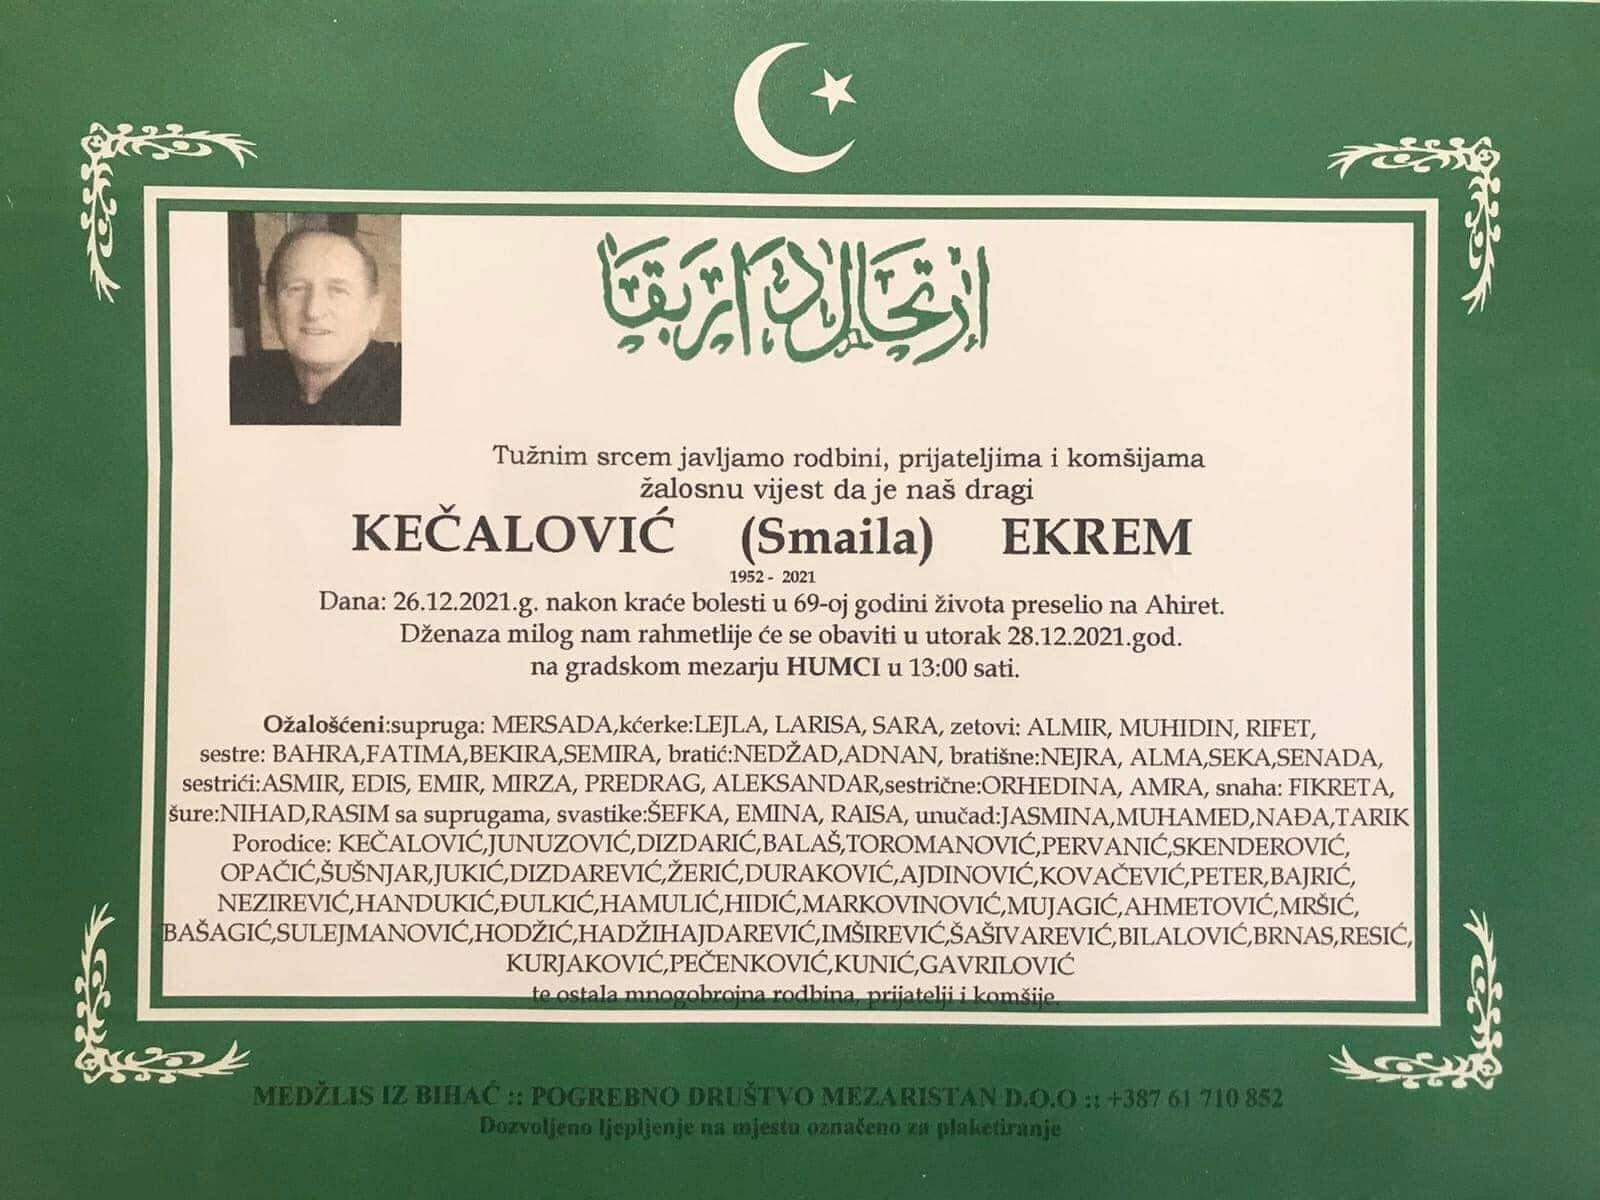 إرتحال دار بقا
Tužnim srcem javljamo rodbini, prijateljima i komšijama
žalosnu vijest da je naš dragi
KEČALOVIĆ (Smaila) EKREM
1952 - 2021
Dana: 26.12.2021.g. nakon kraće bolesti u 69-oj godini života preselio na Ahiret.
Dženaza milog nam rahmetlije će se obaviti u utorak 28.12.2021.god.
na gradskom mezarju HUMCI u 13:00 sati.
Ožalošćeni:supruga: MERSADA,kćerke:LEJLA, LARISA, SARA, zetovi: ALMIR, MUHIDIN, RIFET,
sestre: BAHRA,FATIMA,BEKIRA,SEMIRA, bratić:NEDŽAD,ADNAN, bratišne:NEJRA, ALMA,SEKA,SENADA,
sestrići:ASMIR, EDIS, EMIR, MIRZA, PREDRAG, ALEKSANDAR,sestrične:ORHEDINA, AMRA, snaha: FIKRETA,
šure:NIHAD,RASIM sa suprugama, svastike:ŠEFKA, EMINA, RAISA, unučad:JASMINA,MUHAMED,NAĐA,TARIK
Porodice: KEČALOVIĆ,JUNUZOVIĆ,DIZDARIĆ,BALAŠ,TOROMANOVIĆ,PERVANIĆ,SKENDEROVIĆ,
OPAČIĆ,ŠUŠNJAR,JUKIĆ,DIZDAREVIĆ,ŽERIĆ,DURAKOVIĆ,AJDINOVIĆ,KOVAČEVIĆ,PETER,BAJRIĆ,
NEZIREVIĆ,HANDUKIĆ,ĐULKIĆ,HAMULIĆ,HIDIĆ,MARKOVINOVIĆ,MUJAGIĆ,AHMETOVIĆ,MRŠIĆ,
BAŠAGIĆ,SULEJMANOVIĆ,HODŽIĆ,HADŽIHAJDAREVIĆ,IMŠIREVIĆ,ŠAŠIVAREVIĆ,BILALOVIĆ,BRNAS,RESIĆ,
KURJAKOVIĆ,PEČENKOVIĆ,KUNIĆ,GAVRILOVIĆ
te ostala mnogobrojna rodbina, prijatelji i komšije.
MEDŽLIS IZ BIHAĆ :: POGREBNO DRUŠTVO MEZARISTAN D.O.O :: +387 61 710 852
Dozvoljeno ljepljenje na mjestu označeno za plaketiranje